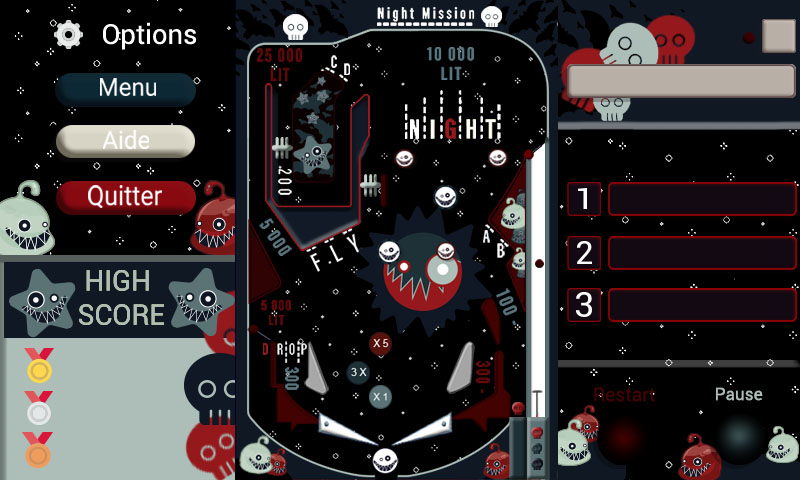 Options
Menu
Aide
Quitter
HIGH
SCORE
Night Mission
25 000
LIT
10 000
LIT
C
D
NIGHT
200
5 000
FLY
A
B
100
5 000
LIT
DROP
300
X5
3X
X1
300
1
2
3
Restart
Pause